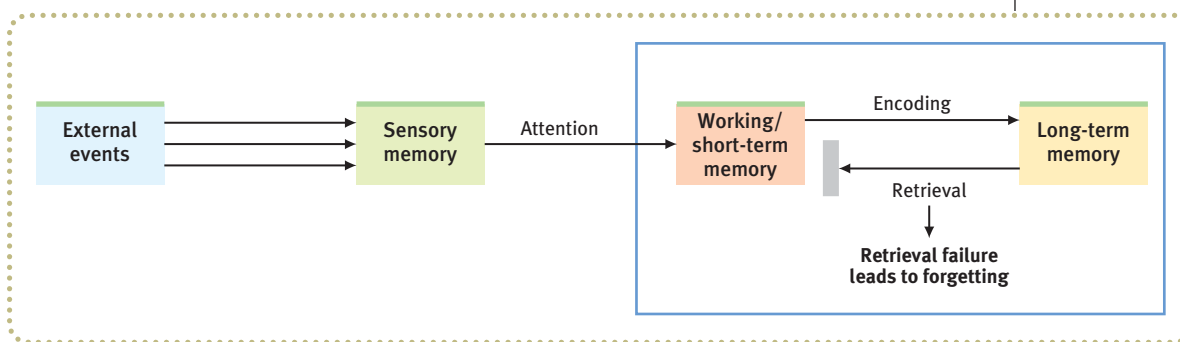 External
events
Sensory
memory
Attention
Working/
short-term
memory
Encoding
Long-term
memory
Retrieval
Retrieval failure
leads to forgetting